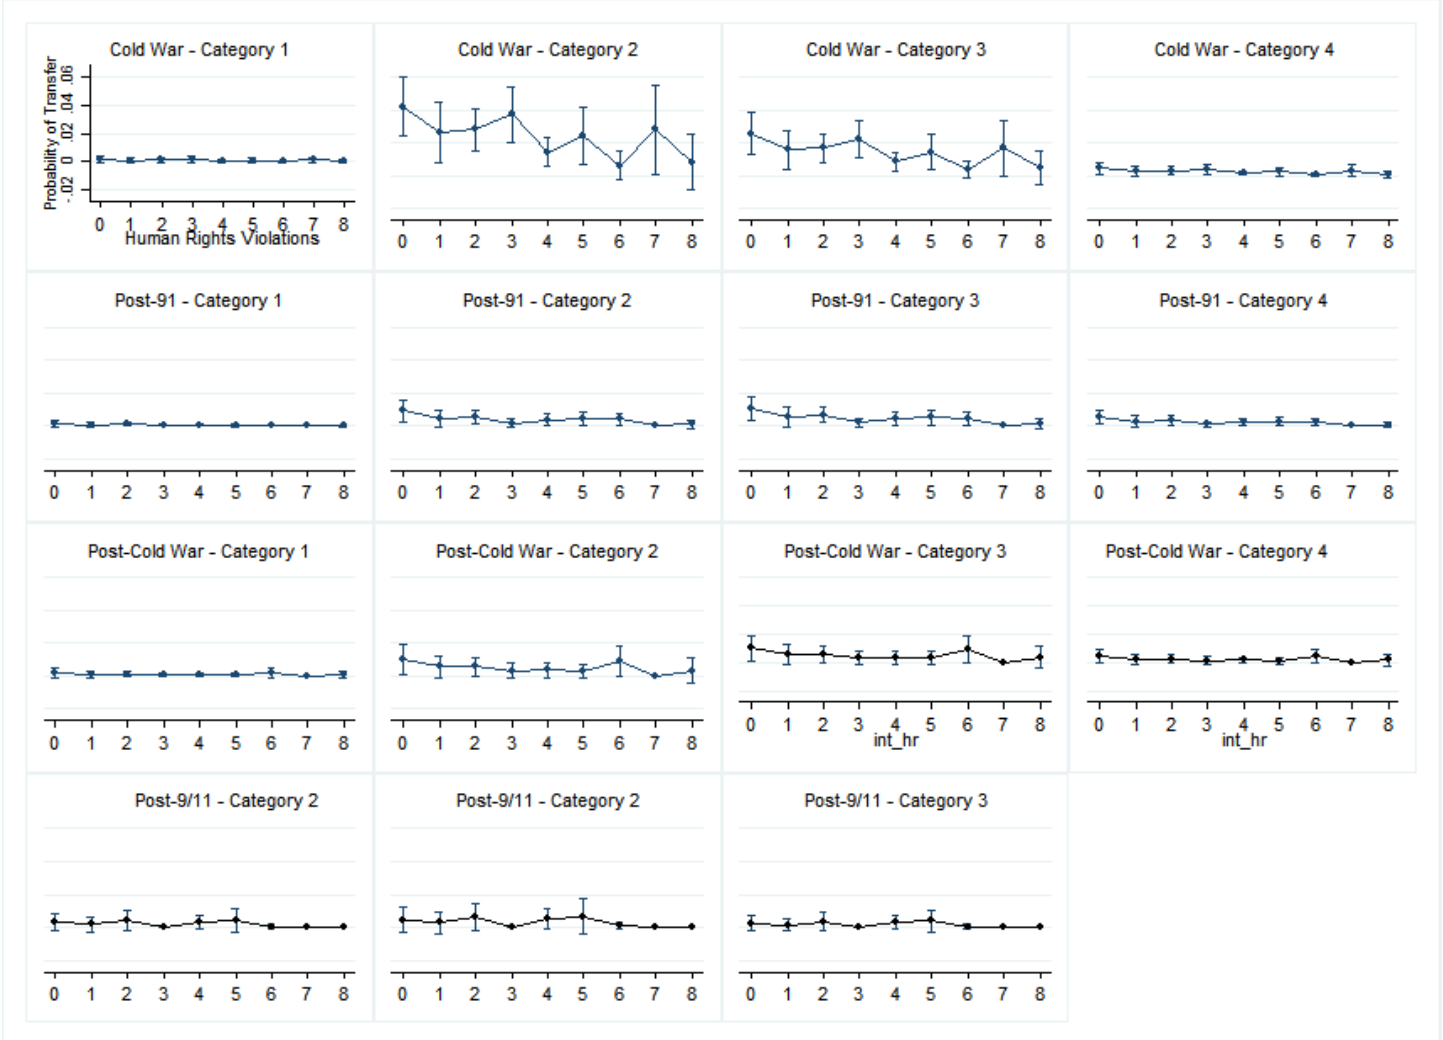 Cold War - Category 1
Cold War - Category 2
Cold War - Category 3
Cold War - Category 4
Probability of Transfer
.06
.04
.02
0
-.02
0 1 2 3 4 5 6 7 8
Human Rights Violations
0 1 2 3 4 5 6 7 8
0 1 2 3 4 5 6 7 8
0 1 2 3 4 5 6 7 8
Post-91 - Category 1
Post-91 - Category 2
Post-91 - Category 3
Post-91 - Category 4
0 1 2 3 4 5 6 7 8
0 1 2 3 4 5 6 7 8
0 1 2 3 4 5 6 7 8
0 1 2 3 4 5 6 7 8
Post-Cold War - Category 1
Post-Cold War - Category 2
Post-Cold War - Category 3
Post-Cold War - Category 4
0 1 2 3 4 5 6 7 8
0 1 2 3 4 5 6 7 8
0 1 2 3 4 5 6 7 8
int_hr
0 1 2 3 4 5 6 7 8
int_hr
Post-9/11 - Category 2
Post-9/11 - Category 2
Post-9/11 - Category 3
0 1 2 3 4 5 6 7 8
0 1 2 3 4 5 6 7 8
0 1 2 3 4 5 6 7 8